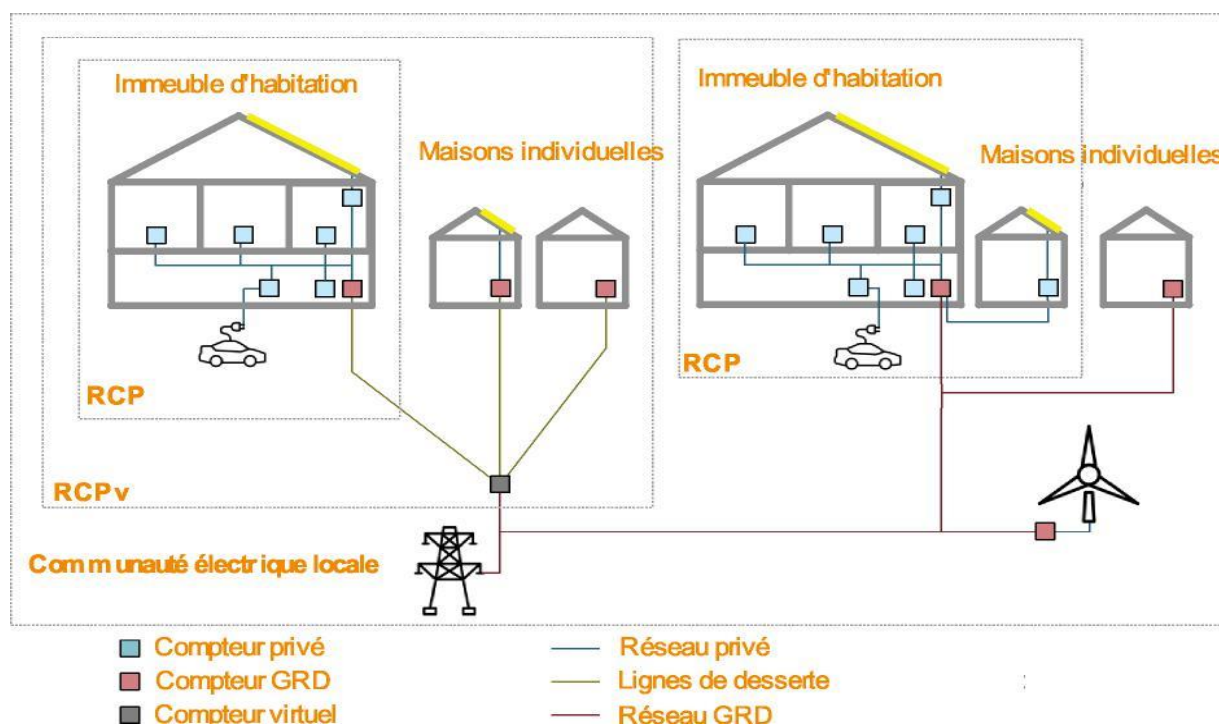 Immeuble d'habitation
Maisons individuelles
RCP
RCPv
Immeuble d'habitation
Maisons individuelles
RCP
Communauté électrique locale
Compteur privé
Compteur GRD
Compteur virtuel
Réseau privé
Lignes de desserte
Réseau GRD
: